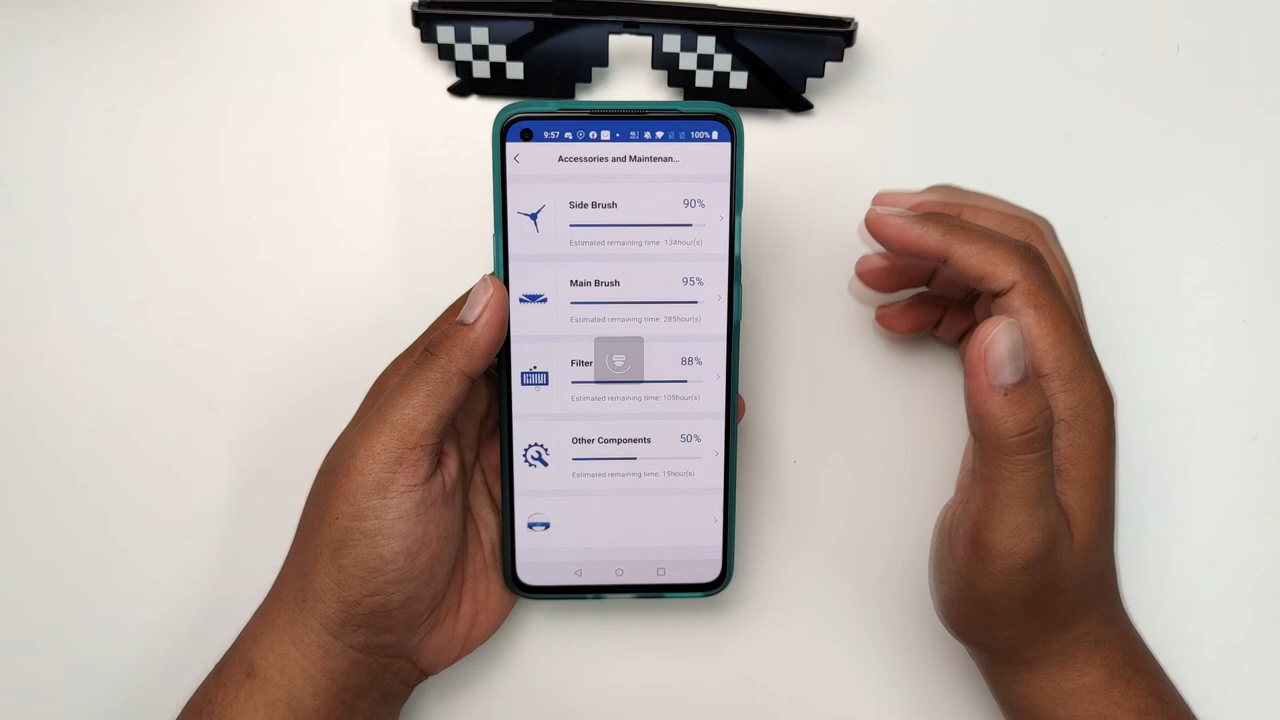 9:57
100%
Accessories and Maintenan...
Side Brush 90%
Estimated remaining time: 134hour(s)
Main Brush 95%
Estimated remaining time: 285hour(s)
Filter 88%
Estimated remaining time: 105hour(s)
Other Components 50%
Estimated remaining time: 15hour(s)